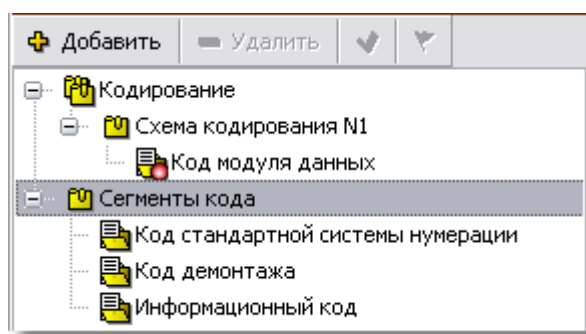 Добавить Удалить
Кодирование
Схема кодирования N1
Код модуля данных
Сегменты кода
Код стандартной системы нумерации
Код демонтажа
Информационный код